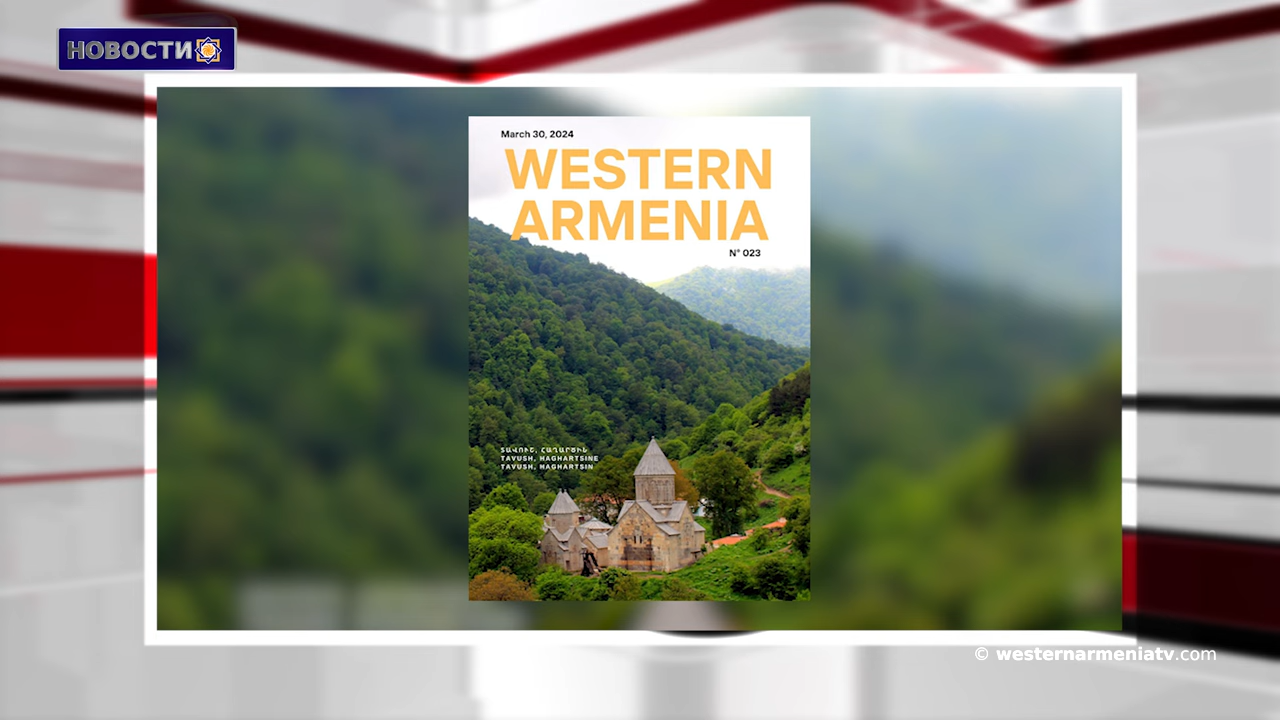 НОВОСТИ
March 30, 2024
WESTERN
ARMENIA
N° 023
ՏԱՎՈՒՇ, ՀԱՂԱՐԾԻՆ
TAVUSH, HAGHARTSINE
TAVUSH, HAGHARTSIN
© westernarmeniatv.com